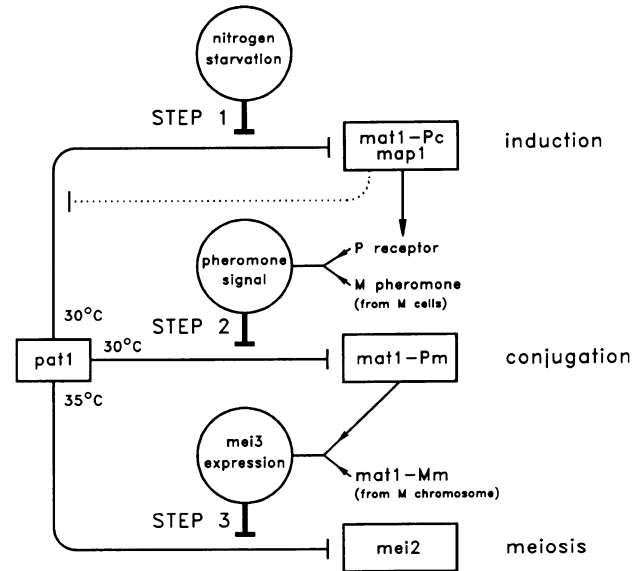 nitrogen
starvation
STEP 1
mat1-Pc
map1
induction
P receptor
pheromone
signal
M pheromone
(from M cells)
30°C
STEP 2
pat1
30°C
mat1-Pm
conjugation
35°C
mei3
expression
mat1-Mm
(from M chromosome)
STEP 3
mei2
meiosis